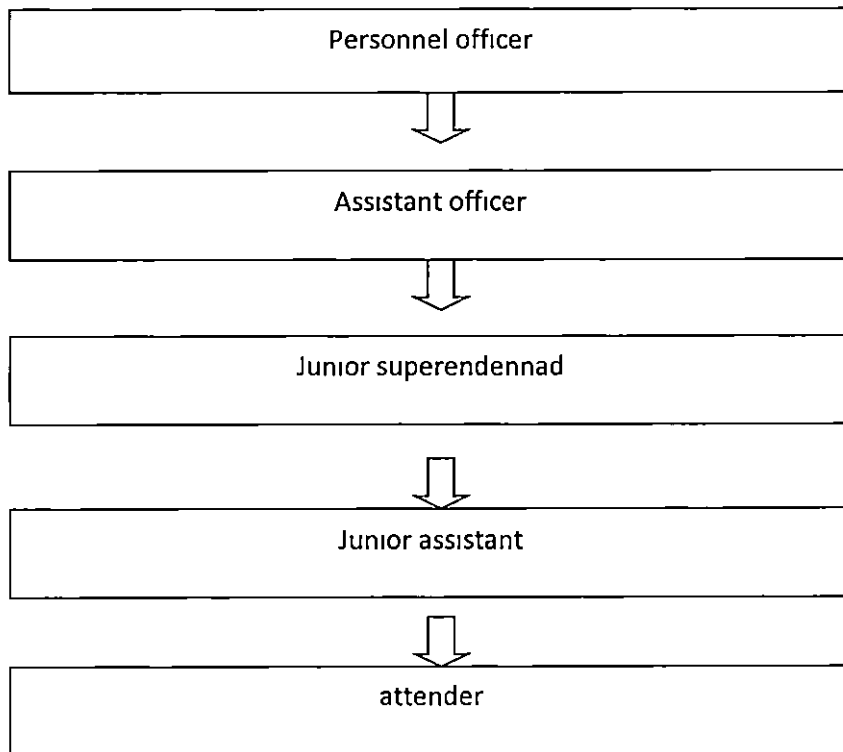 Personnel officer
Assistant officer
Junior superendennad
Junior assistant
attender